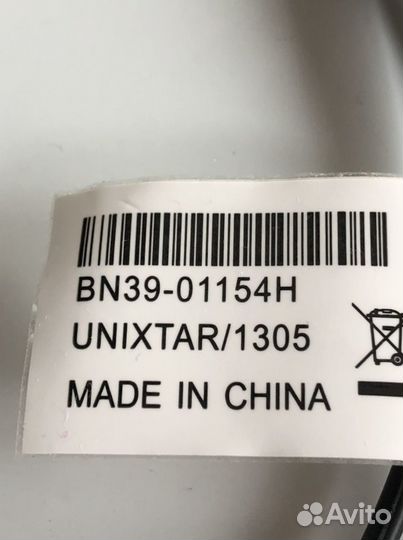 BN39-01154H
UNIXTAR/1305
MADE IN CHINA
Avito